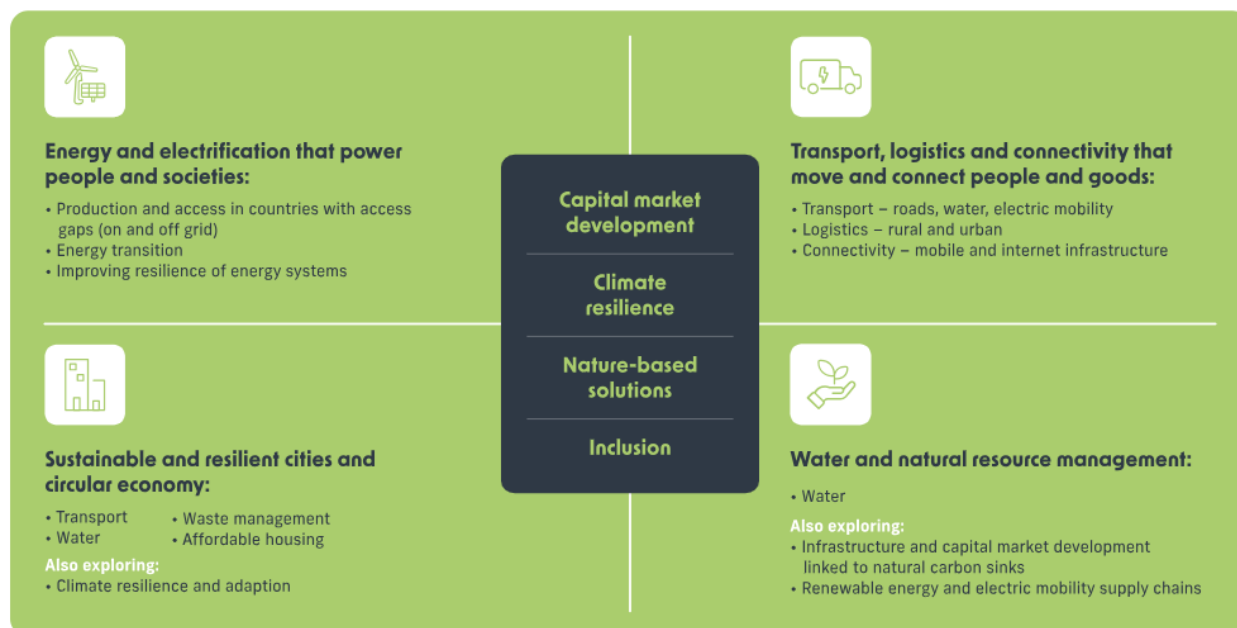 Energy and electrification that power
people and societies:
• Production and access in countries with access
gaps (on and off grid)
• Energy transition
• Improving resilience of energy systems
Transport, logistics and connectivity that
move and connect people and goods:
• Transport – roads, water, electric mobility
• Logistics – rural and urban
• Connectivity – mobile and internet infrastructure
Capital market
development
Climate
resilience
Nature-based
solutions
Inclusion
Sustainable and resilient cities and
circular economy:
• Transport
• Water
• Waste management
• Affordable housing
Also exploring:
• Climate resilience and adaption
Water and natural resource management:
• Water
Also exploring:
• Infrastructure and capital market development
linked to natural carbon sinks
• Renewable energy and electric mobility supply chains